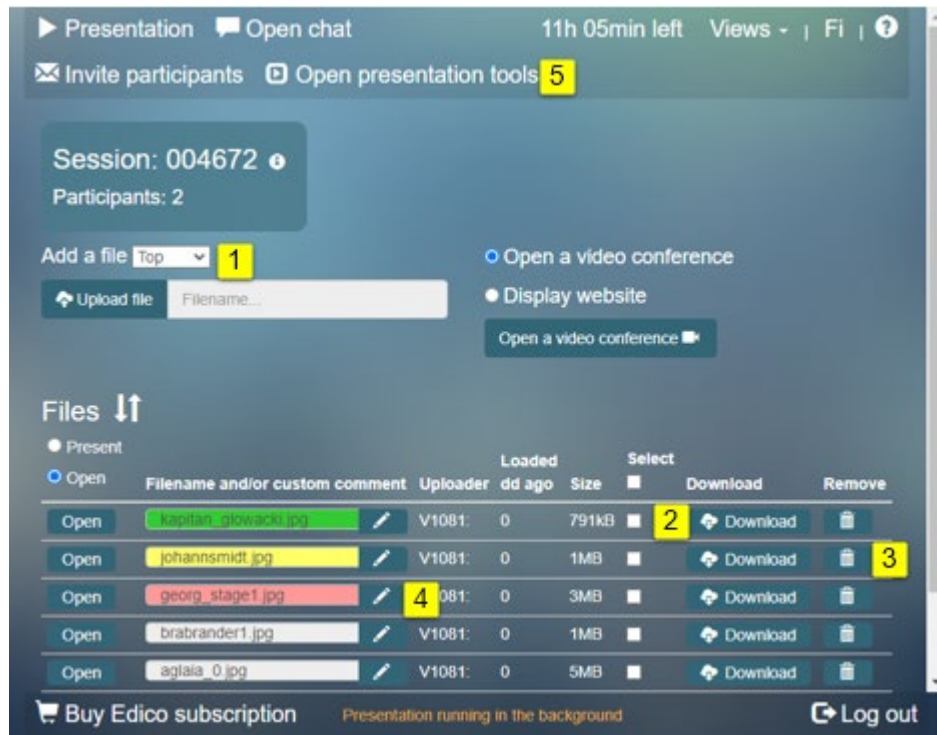 Presentation Open chat 11h 05min left Views - | Fi | ?
Invite participants Open presentation tools 5
Session: 004672
Participants: 2
Add a file Top 1
Upload file Filename...
Open a video conference
Display website
Open a video conference
Files
Present
Open
Filename and/or custom comment Uploader Loaded dd ago Size Select Download Remove
Open kapitan_glowacki.jpg V1081: 0 791kB 2 Download
Open johannsmidt.jpg V1081: 0 1MB Download 3
Open georg_stage1.jpg 4 081: 0 3MB Download
Open brabrander1.jpg V1081: 0 1MB Download
Open aglaia_0.jpg V1081: 0 5MB Download
Buy Edico subscription Presentation running in the background Log out